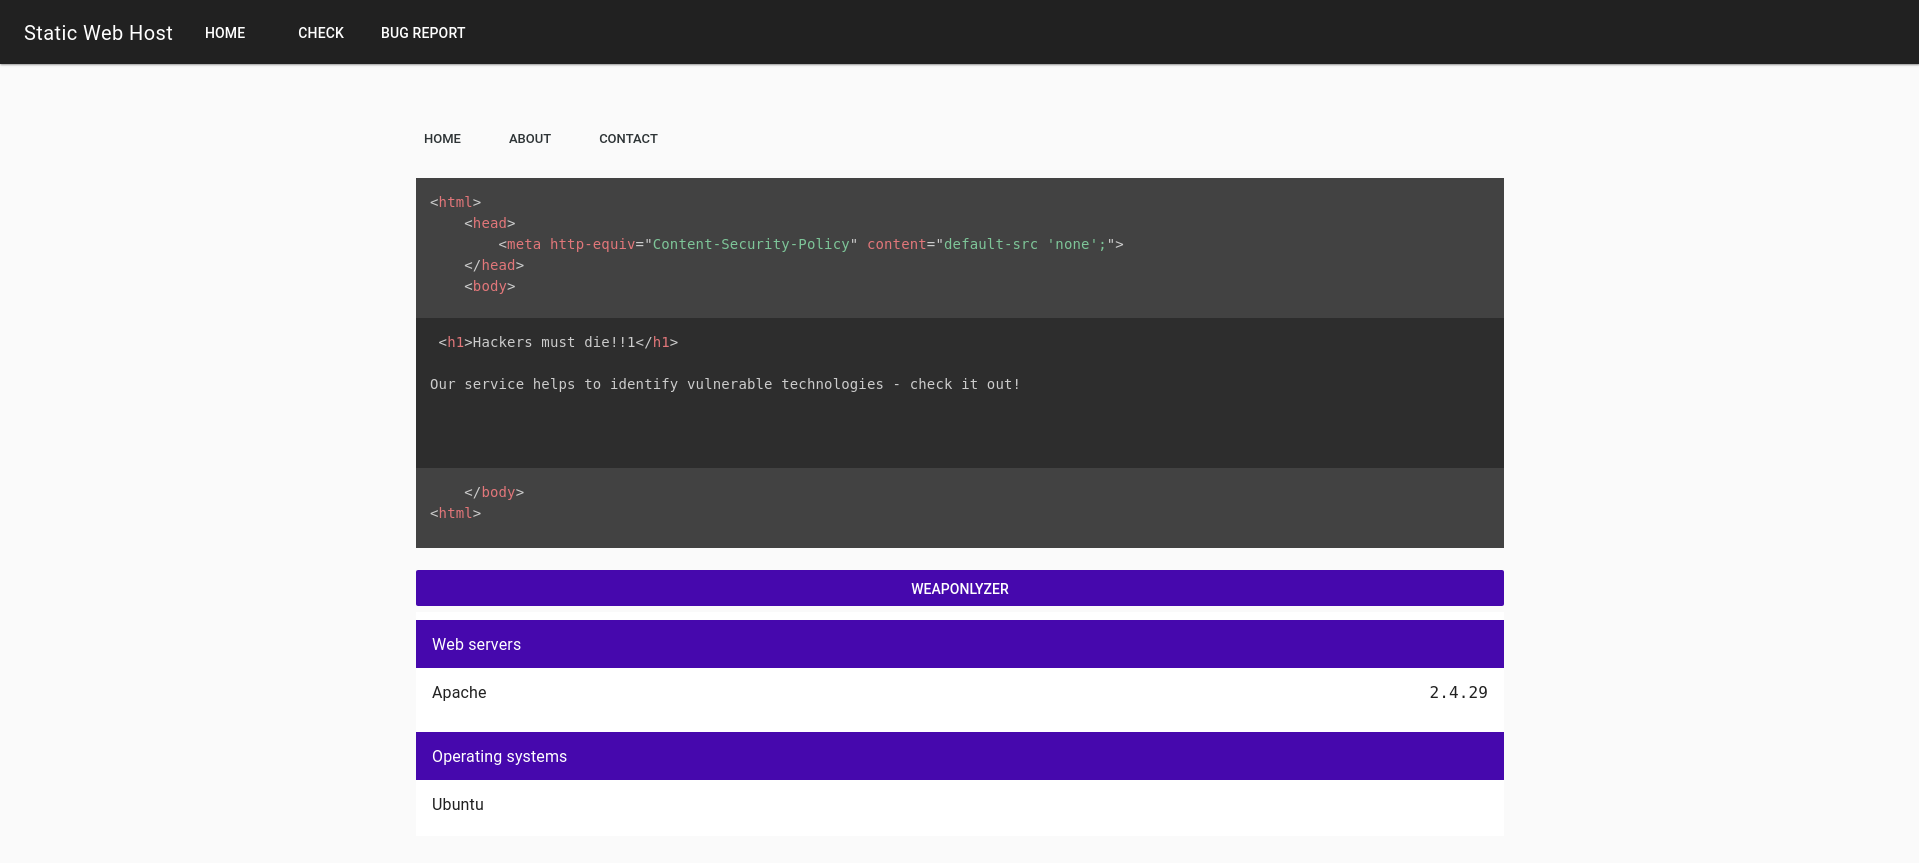 Static Web Host HOME CHECK BUG REPORT
HOME ABOUT CONTACT
<html>
    <head>
        <meta http-equiv="Content-Security-Policy" content="default-src 'none';">
    </head>
    <body>
 <h1>Hackers must die!!1</h1>
Our service helps to identify vulnerable technologies - check it out!
    </body>
<html>
WEAPONLYZER
Web servers
Apache 2.4.29
Operating systems
Ubuntu